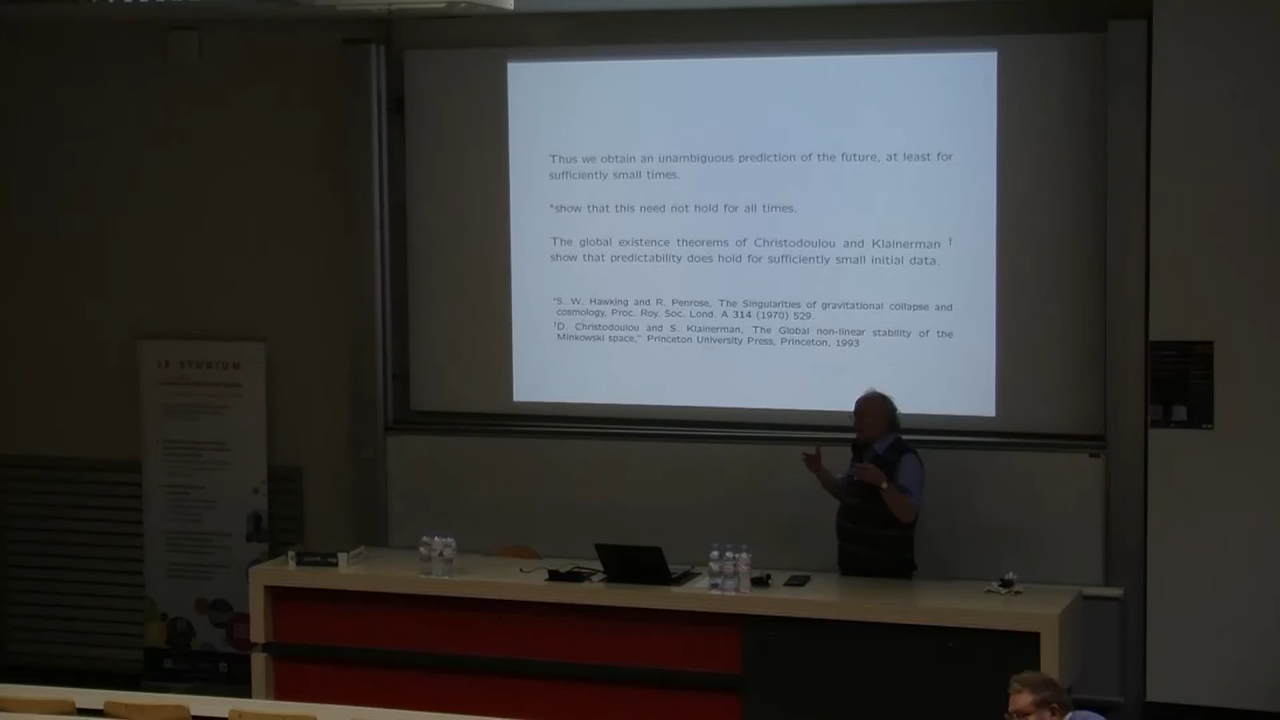 Thus we obtain an unambiguous prediction of the future, at least for
sufficiently small times.
*show that this need not hold for all times.
The global existence theorems of Christodoulou and Klainerman †
show that predictability does hold for sufficiently small initial data.
*S. W. Hawking and R. Penrose, The Singularities of gravitational collapse and
cosmology, Proc. Roy. Soc. Lond. A 314 (1970) 529.
†D. Christodoulou and S. Klainerman, The Global non-linear stability of the
Minkowski space," Princeton University Press, Princeton, 1993
LE STUDIUM